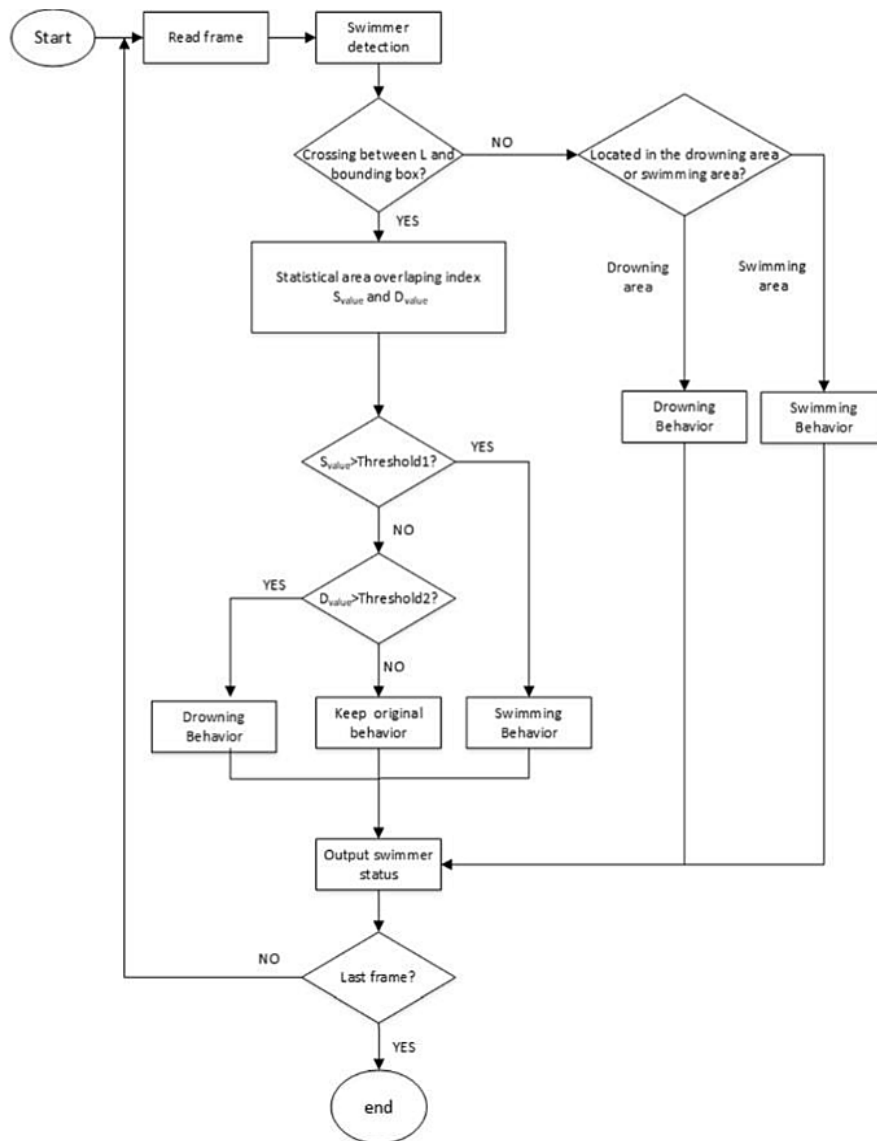 Start
Read frame
Swimmer
detection
Crossing between L and
bounding box?
NO
Located in the drowning area
or swimming area?
YES
Statistical area overlaping index
Svalue and Dvalue
Drowning
area
Swimming
area
Drowning
Behavior
Swimming
Behavior
Svalue>Threshold1?
YES
NO
YES
Dvalue>Threshold2?
NO
Drowning
Behavior
Keep original
behavior
Swimming
Behavior
Output swimmer
status
NO
Last frame?
YES
end